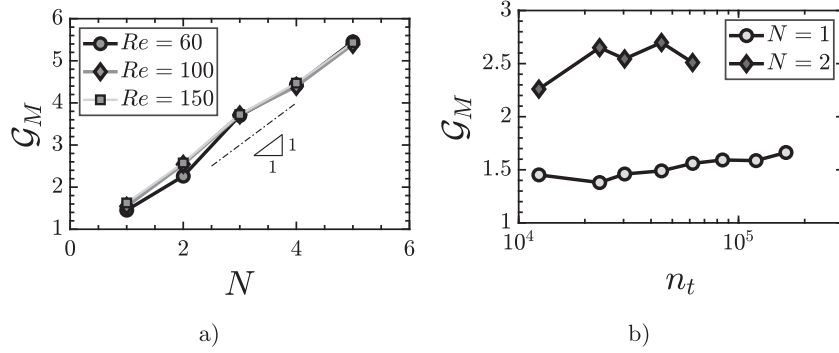 6
5
4
3
2
1
0 2 4 6
𝒢_M
N
Re = 60
Re = 100
Re = 150
1
1
a)
3
2.5
2
1.5
1
10^4 10^5
𝒢_M
n_t
N = 1
N = 2
b)